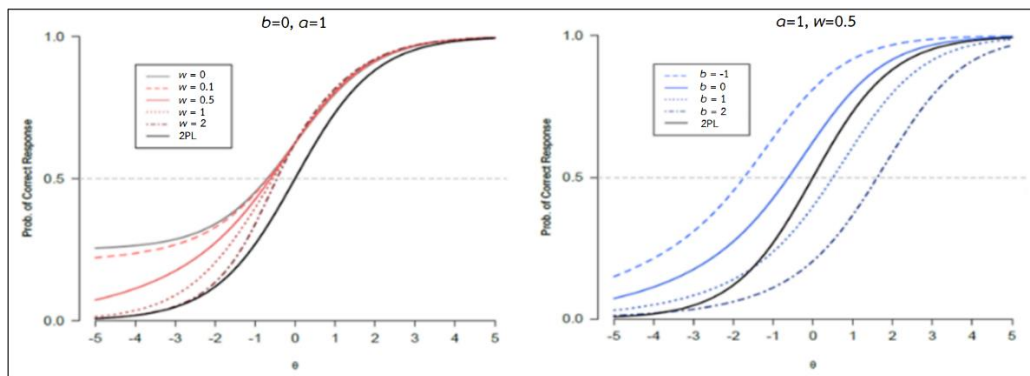 b=0, a=1
Prob. of Correct Response
1.0
0.5
0.0
w = 0
w = 0.1
w = 0.5
w = 1
w = 2
2PL
-5 -4 -3 -2 -1 0 1 2 3 4 5
θ
a=1, w=0.5
Prob. of Correct Response
1.0
0.5
0.0
b = -1
b = 0
b = 1
b = 2
2PL
-5 -4 -3 -2 -1 0 1 2 3 4 5
θ